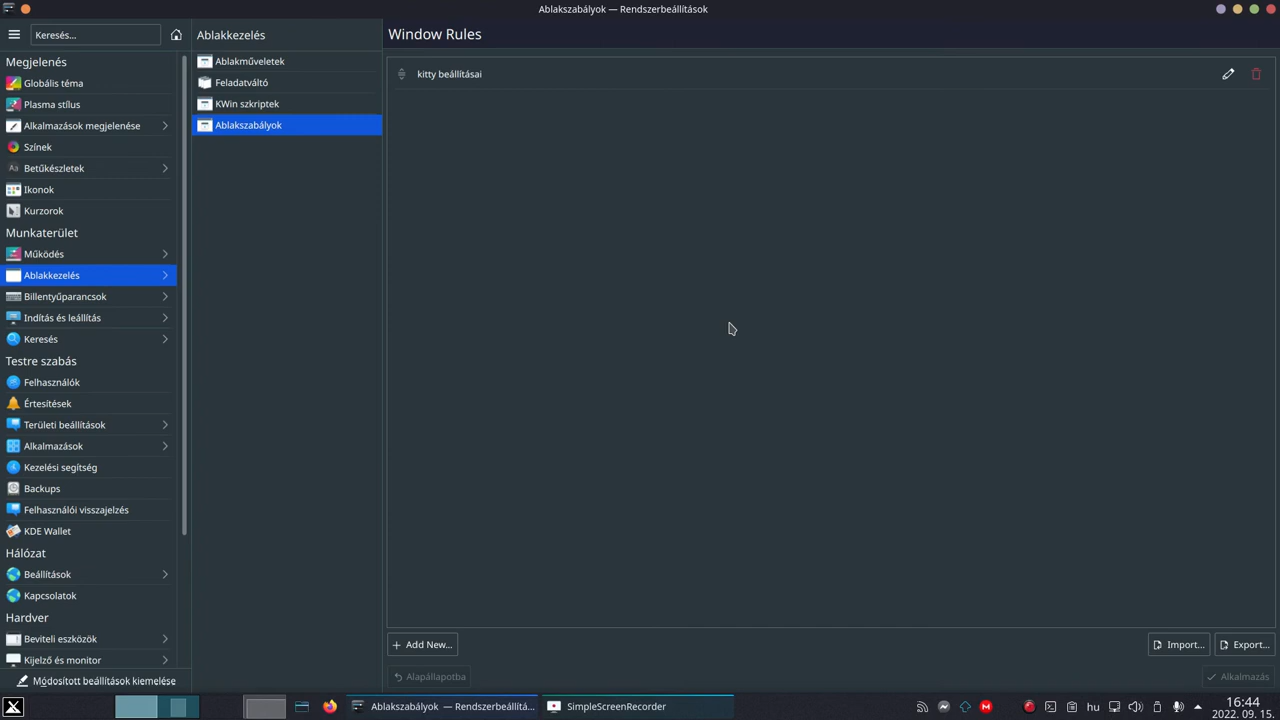 Ablakszabályok — Rendszerbeállítások
Keresés...
Ablakkezelés
Window Rules
Megjelenés
Globális téma
Plasma stílus
Alkalmazások megjelenése
Színek
Betűkészletek
Ikonok
Kurzorok
Munkaterület
Működés
Ablakkezelés
Billentyűparancsok
Indítás és leállítás
Keresés
Testre szabás
Felhasználók
Értesítések
Területi beállítások
Alkalmazások
Kezelési segítség
Backups
Felhasználói visszajelzés
KDE Wallet
Hálózat
Beállítások
Kapcsolatok
Hardver
Beviteli eszközök
Kijelző és monitor
Módosított beállítások kiemelése
Ablakműveletek
Feladatváltó
KWin szkriptek
Ablakszabályok
kitty beállításai
Add New...
Import...
Export...
Alapállapotba
Alkalmazás
Ablakszabályok — Rendszerbeállítá...
SimpleScreenRecorder
hu
16:44
2022. 09. 15.